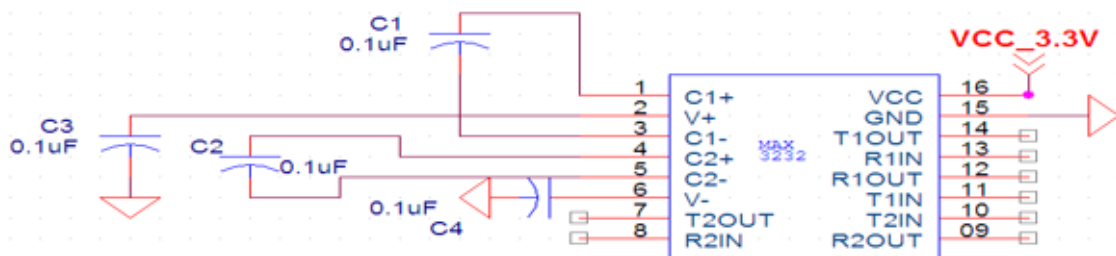 C1
0.1uF
VCC_3.3V
C3
0.1uF
C2
0.1uF
0.1uF
C4
1
2
3
4
5
6
7
8
C1+
V+
C1-
C2+
C2-
V-
T2OUT
R2IN
MAX
3232
VCC
GND
T1OUT
R1IN
R1OUT
T1IN
T2IN
R2OUT
16
15
14
13
12
11
10
09